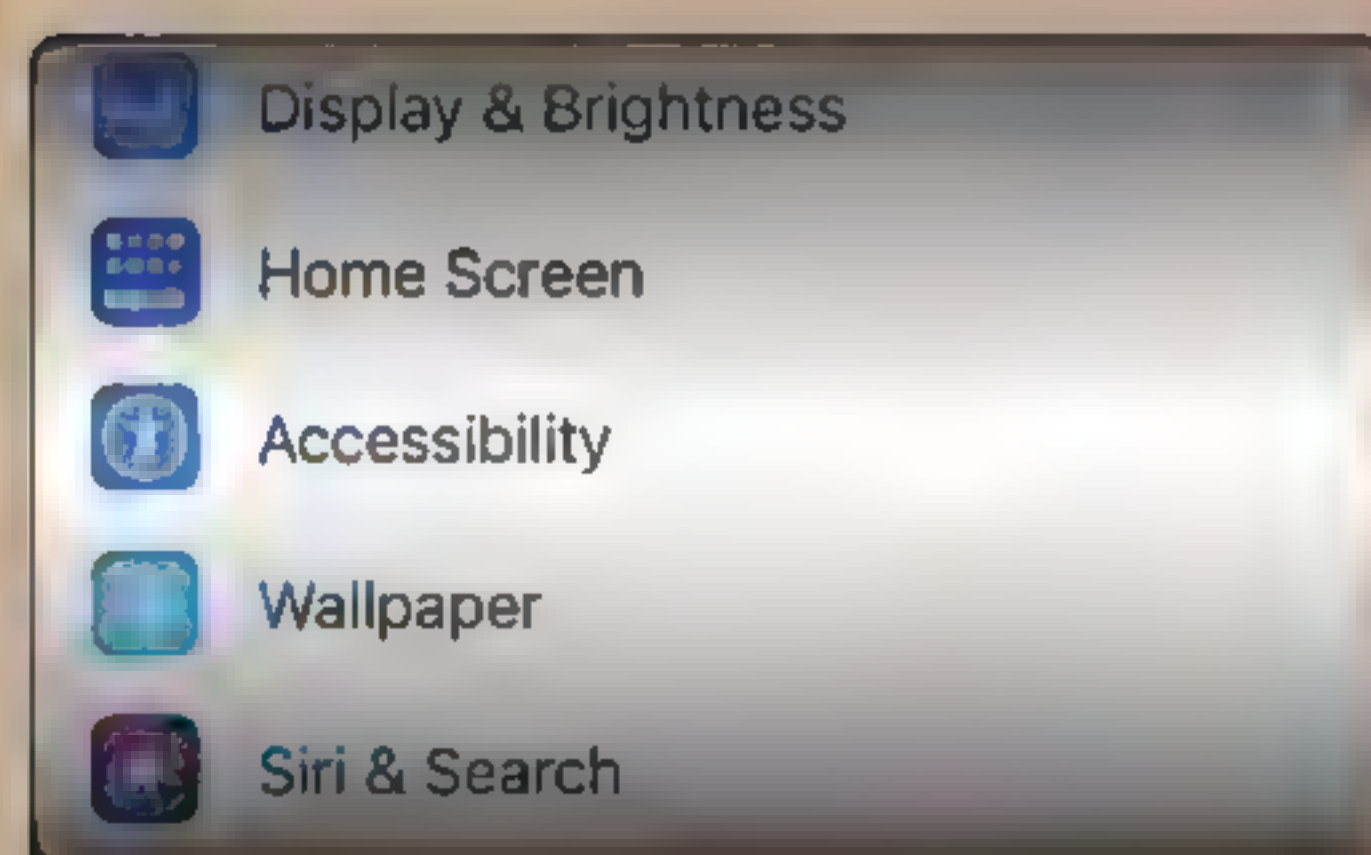 Display & Brightness
Home Screen
Accessibility
Wallpaper
Siri & Search